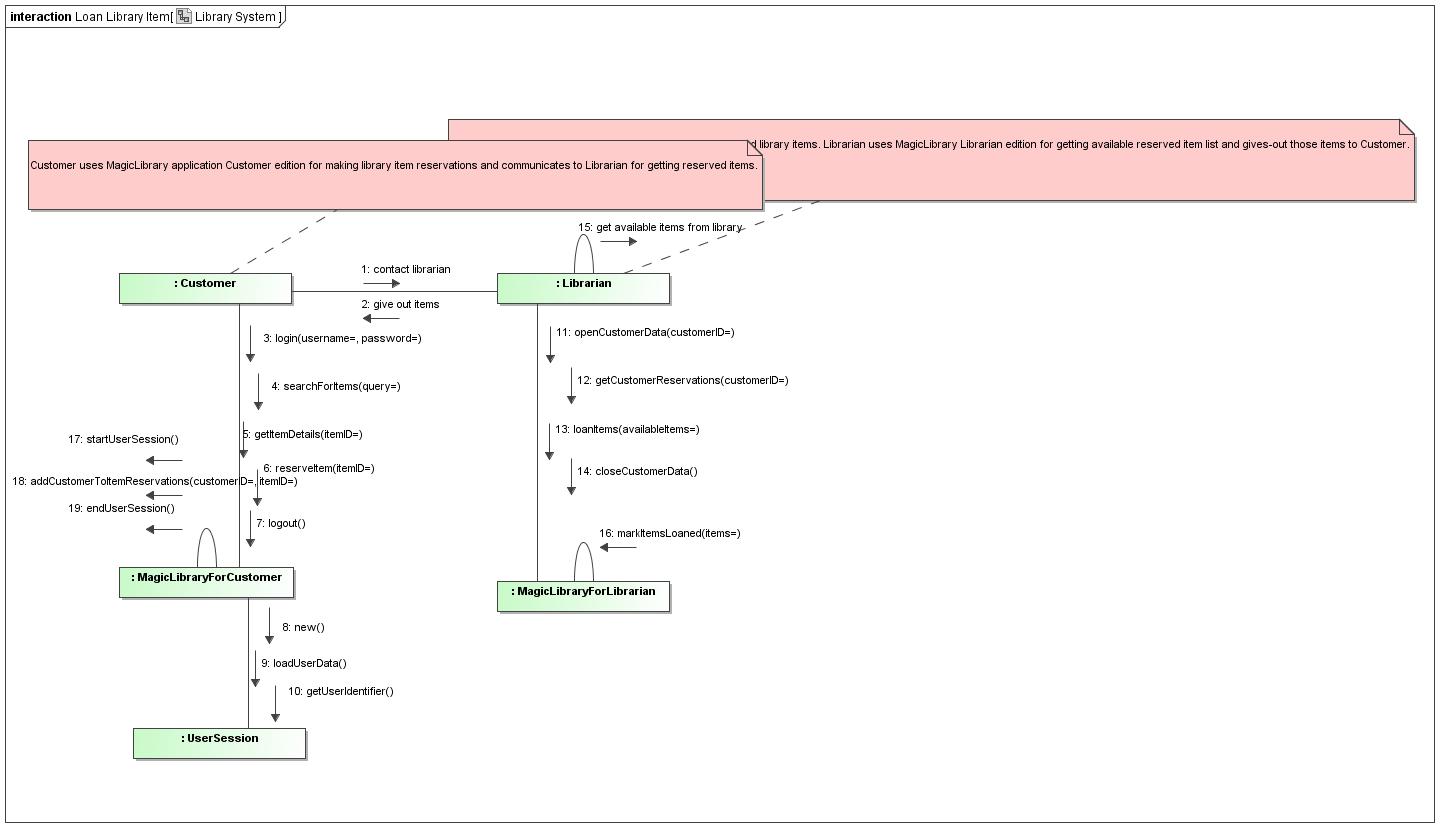 interaction Loan Library Item[ Library System ]
library items. Librarian uses MagicLibrary Librarian edition for getting available reserved item list and gives-out those items to Customer.
Customer uses MagicLibrary application Customer edition for making library item reservations and communicates to Librarian for getting reserved items.
15: get available items from library
1: contact librarian
: Customer
: Librarian
2: give out items
11: openCustomerData(customerID=)
3: login(username=, password=)
12: getCustomerReservations(customerID=)
4: searchForItems(query=)
13: loanItems(availableItems=)
5: getItemDetails(itemID=)
17: startUserSession()
6: reserveItem(itemID=)
14: closeCustomerData()
18: addCustomerToItemReservations(customerID=, itemID=)
19: endUserSession()
7: logout()
16: markItemsLoaned(items=)
: MagicLibraryForCustomer
: MagicLibraryForLibrarian
8: new()
9: loadUserData()
10: getUserIdentifier()
: UserSession